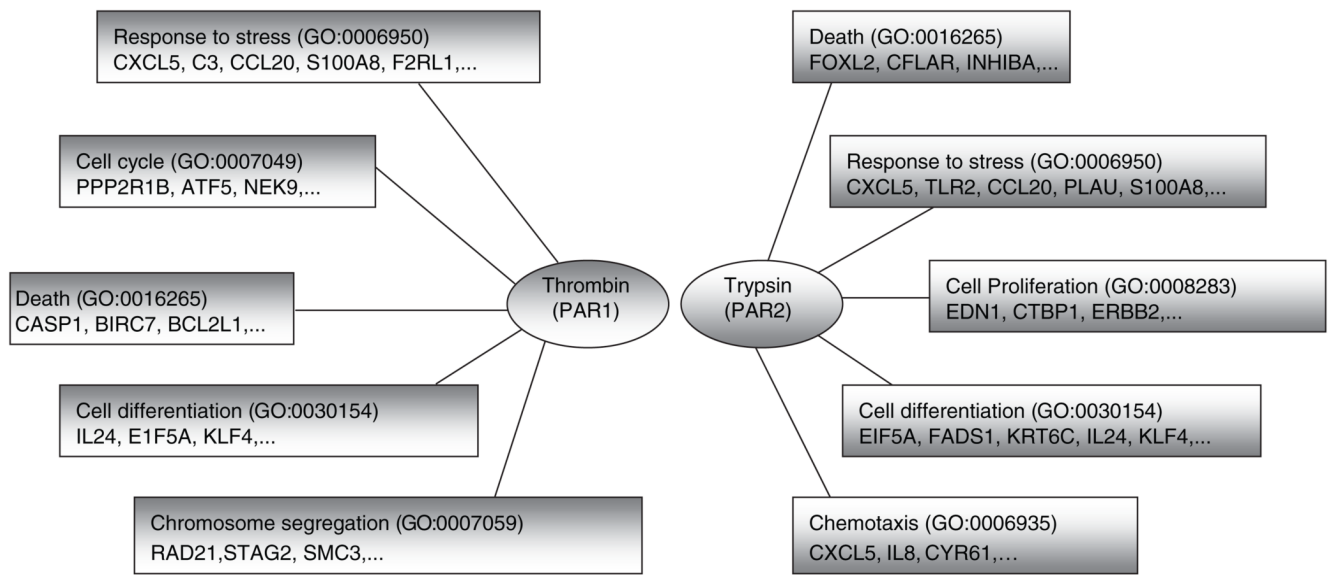 Response to stress (GO:0006950)
CXCL5, C3, CCL20, S100A8, F2RL1,...
Cell cycle (GO:0007049)
PPP2R1B, ATF5, NEK9,...
Death (GO:0016265)
CASP1, BIRC7, BCL2L1,...
Cell differentiation (GO:0030154)
IL24, E1F5A, KLF4,...
Chromosome segregation (GO:0007059)
RAD21,STAG2, SMC3,...
Thrombin
(PAR1)
Trypsin
(PAR2)
Death (GO:0016265)
FOXL2, CFLAR, INHIBA,...
Response to stress (GO:0006950)
CXCL5, TLR2, CCL20, PLAU, S100A8,...
Cell Proliferation (GO:0008283)
EDN1, CTBP1, ERBB2,...
Cell differentiation (GO:0030154)
EIF5A, FADS1, KRT6C, IL24, KLF4,...
Chemotaxis (GO:0006935)
CXCL5, IL8, CYR61,...